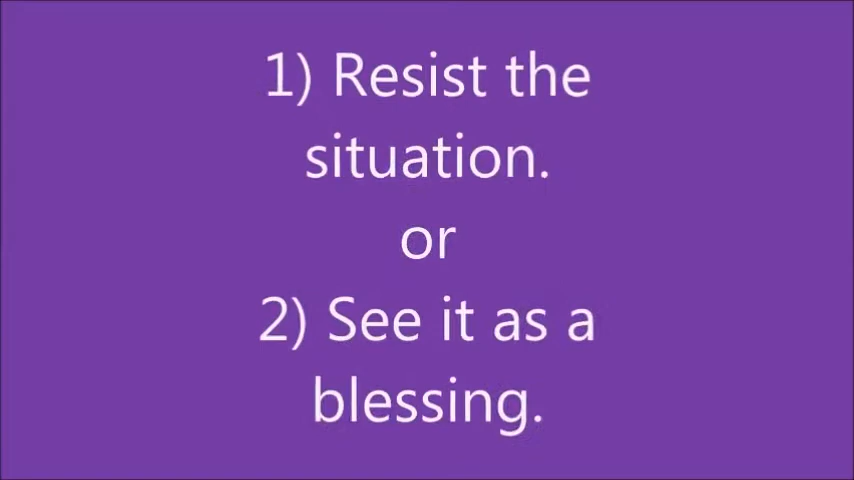 1) Resist the
situation.
or
2) See it as a
blessing.